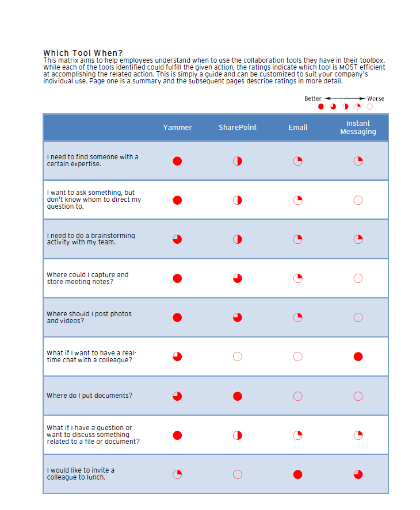 Which Tool When?
This matrix aims to help employees understand when to use the collaboration tools they have in their toolbox.
While each of the tools identified could fulfill the given action, the ratings indicate which tool is MOST efficient
at accomplishing the related action. This is simply a guide and can be customized to suit your company's
individual uses. Page one is a summary and the subsequent pages describe ratings in more detail.
Better Worse
Yammer SharePoint Email Instant
Messaging
I need to find someone with a
certain expertise.
I want to ask something, but
don't know whom to direct my
question to.
I need to do a brainstorming
activity with my team.
Where could I capture and
store meeting notes?
Where should I post photos
and videos?
What if I want to have a real-
time chat with a colleague?
Where do I put documents?
What if I have a question or
want to discuss something
related to a file or document?
I would like to invite a
colleague to lunch.